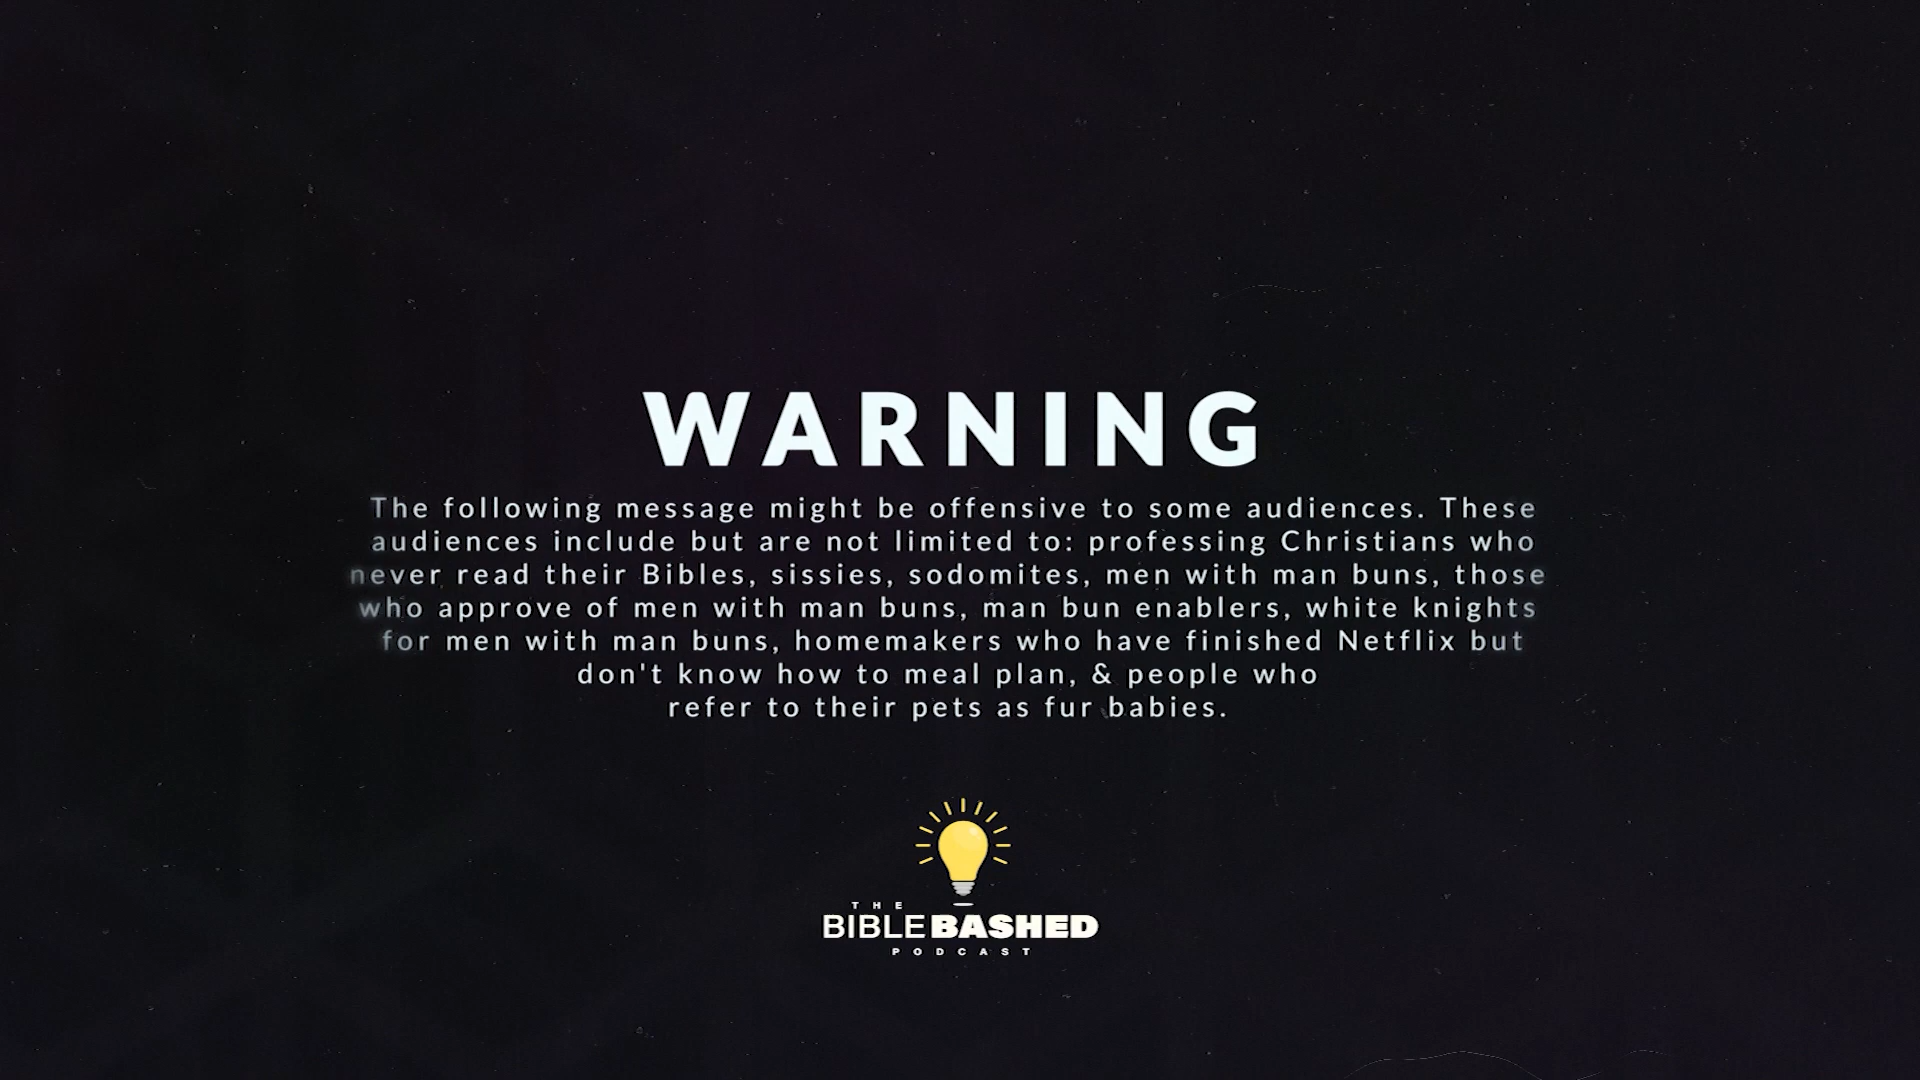 WARNING
The following message might be offensive to some audiences. These
audiences include but are not limited to: professing Christians who
never read their Bibles, sissies, sodomites, men with man buns, those
who approve of men with man buns, man bun enablers, white knights
for men with man buns, homemakers who have finished Netflix but
don't know how to meal plan, & people who
refer to their pets as fur babies.
THE
BIBLE BASHED
PODCAST